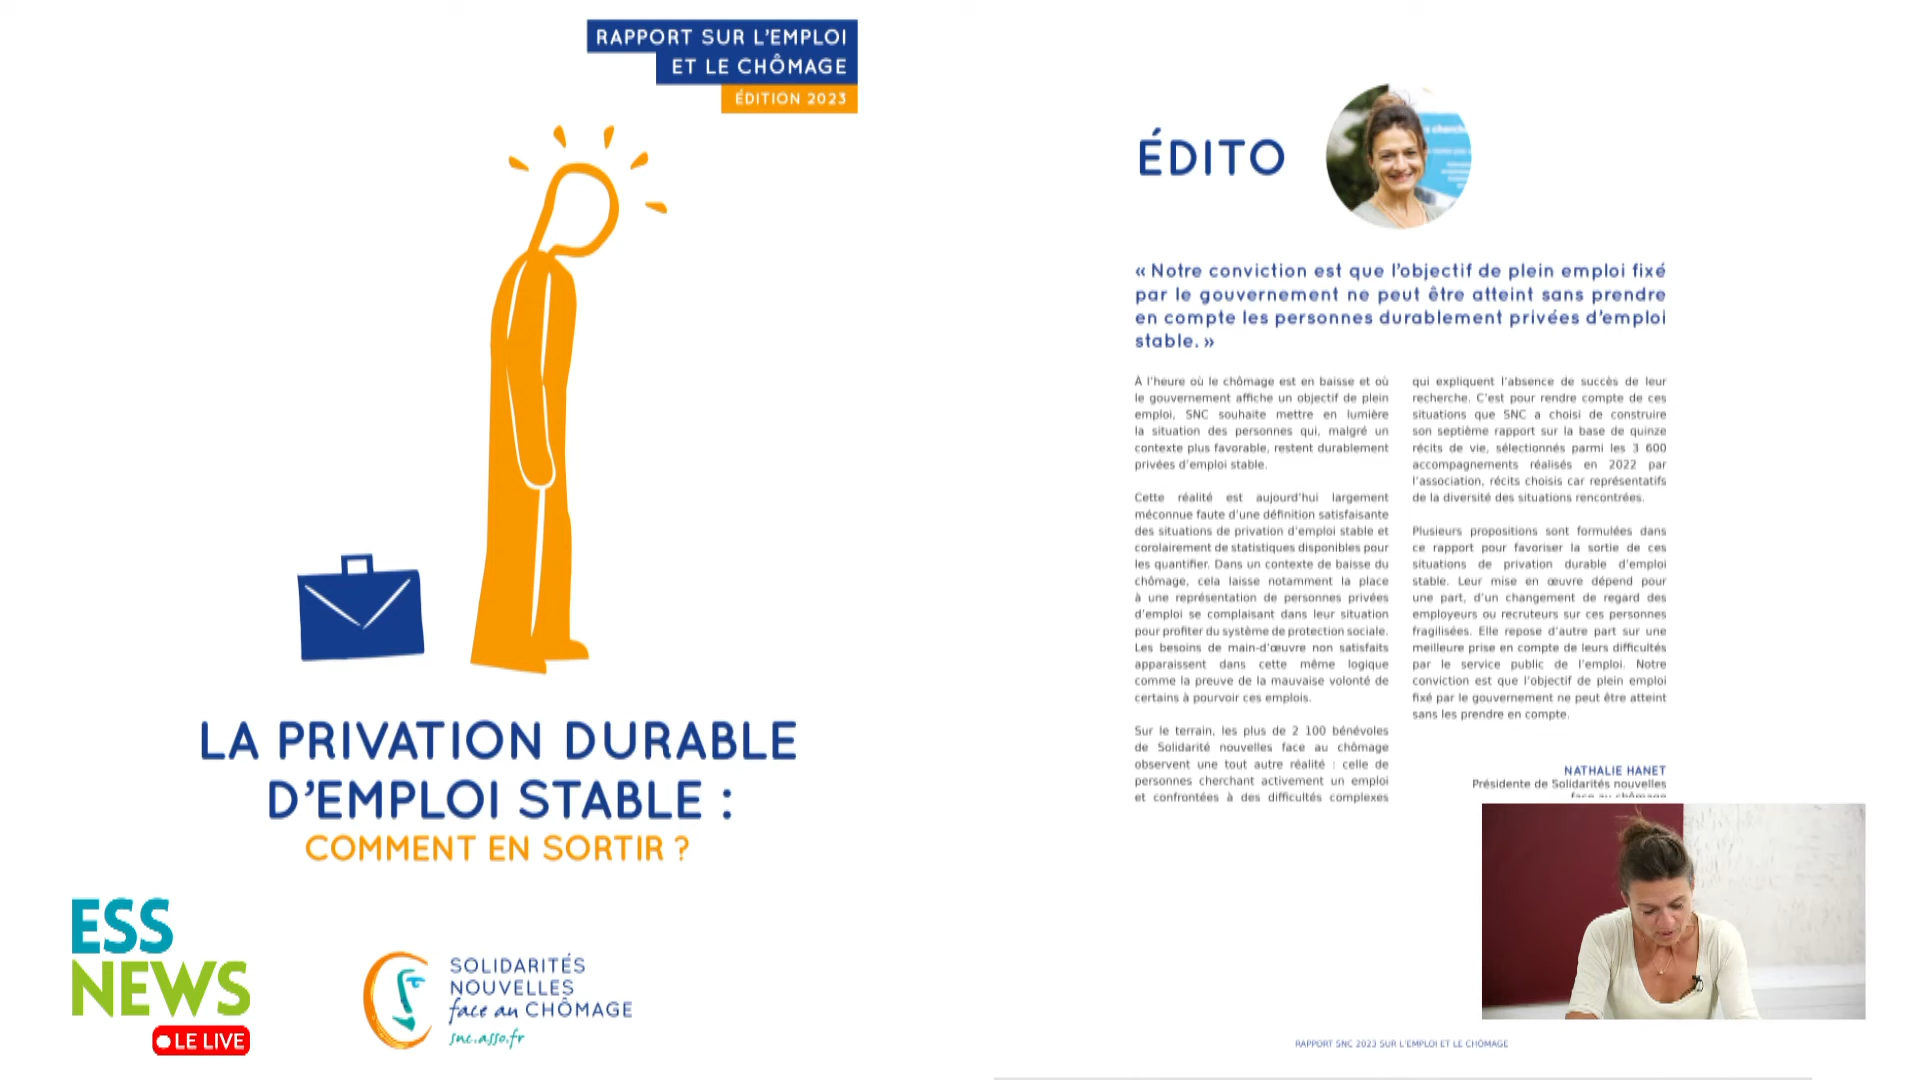 RAPPORT SUR L'EMPLOI
ET LE CHÔMAGE
ÉDITION 2023
LA PRIVATION DURABLE
D'EMPLOI STABLE :
COMMENT EN SORTIR ?
ESS
NEWS
LE LIVE
SOLIDARITÉS
NOUVELLES
face au CHÔMAGE
snc.asso.fr
ÉDITO
« Notre conviction est que l'objectif de plein emploi fixé
par le gouvernement ne peut être atteint sans prendre
en compte les personnes durablement privées d'emploi
stable. »
À l'heure où le chômage est en baisse et où
le gouvernement affiche un objectif de plein
emploi, SNC souhaite mettre en lumière
la situation des personnes qui, malgré un
contexte plus favorable, restent durablement
privées d'emploi stable.
Cette réalité est aujourd'hui largement
méconnue faute d'une définition satisfaisante
des situations de privation d'emploi stable et
corolairement de statistiques disponibles pour
les quantifier. Dans un contexte de baisse du
chômage, cela laisse notamment la place
à une représentation de personnes privées
d'emploi se complaisant dans leur situation
pour profiter du système de protection sociale.
Les besoins de main-d'œuvre non satisfaits
apparaissent dans cette même logique
comme la preuve de la mauvaise volonté de
certains à pourvoir ces emplois.
Sur le terrain, les plus de 2 100 bénévoles
de Solidarité nouvelles face au chômage
observent une tout autre réalité : celle de
personnes cherchant activement un emploi
et confrontées à des difficultés complexes
qui expliquent l'absence de succès de leur
recherche. C'est pour rendre compte de ces
situations que SNC a choisi de construire
son septième rapport sur la base de quinze
récits de vie, sélectionnés parmi les 3 600
accompagnements réalisés en 2022 par
l'association, récits choisis car représentatifs
de la diversité des situations rencontrées.
Plusieurs propositions sont formulées dans
ce rapport pour favoriser la sortie de ces
situations de privation durable d'emploi
stable. Leur mise en œuvre dépend pour
une part, d'un changement de regard des
employeurs ou recruteurs sur ces personnes
fragilisées. Elle repose d'autre part sur une
meilleure prise en compte de leurs difficultés
par le service public de l'emploi. Notre
conviction est que l'objectif de plein emploi
fixé par le gouvernement ne peut être atteint
sans les prendre en compte.
NATHALIE HANET
Présidente de Solidarités nouvelles
face au chômage
RAPPORT SNC 2023 SUR L'EMPLOI ET LE CHÔMAGE